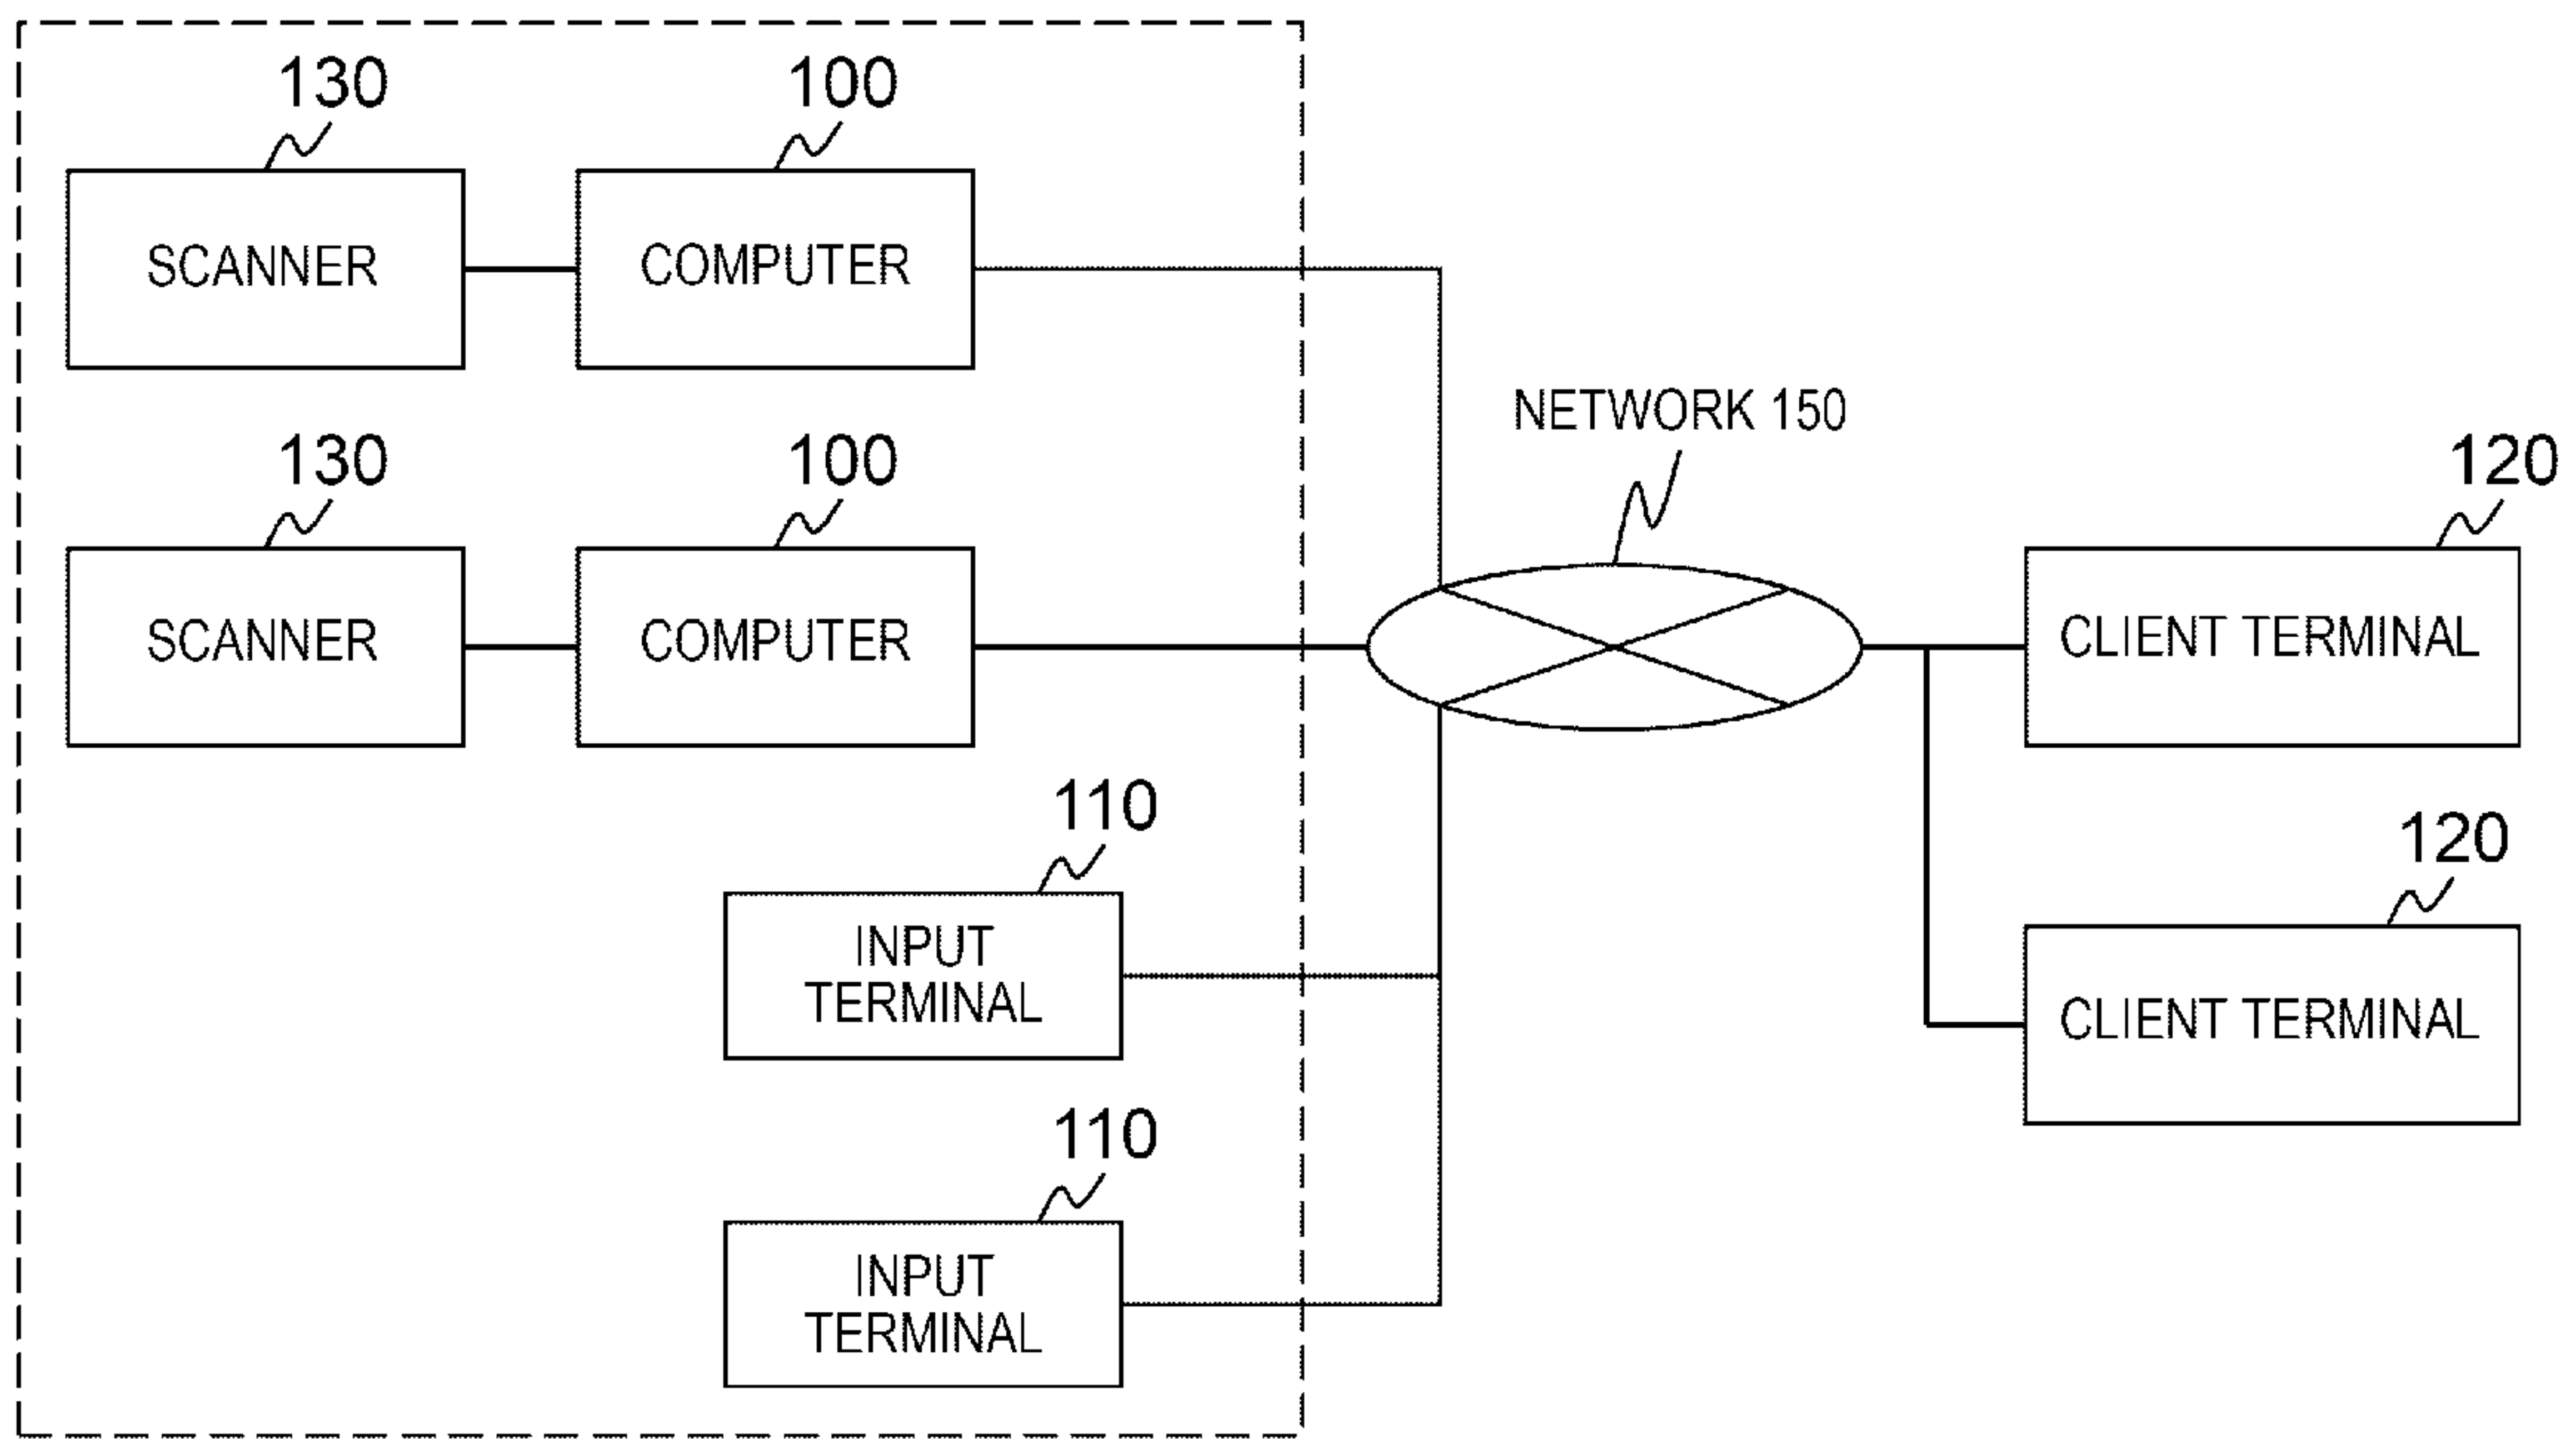 130
100
SCANNER
COMPUTER
NETWORK 150
130
100
120
SCANNER
COMPUTER
CLIENT TERMINAL
110
120
INPUT
TERMINAL
CLIENT TERMINAL
110
INPUT
TERMINAL